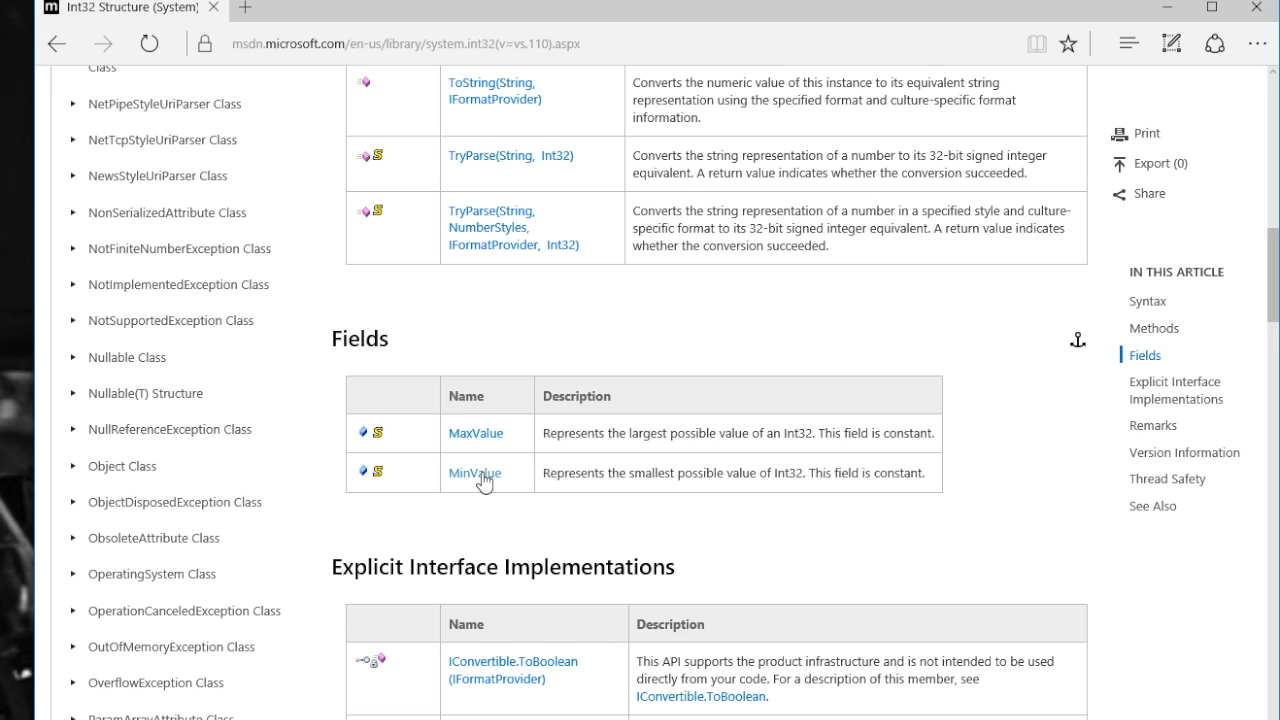 m Int32 Structure (System)
msdn.microsoft.com/en-us/library/system.int32(v=vs.110).aspx
Class
NetPipeStyleUriParser Class
NetTcpStyleUriParser Class
NewsStyleUriParser Class
NonSerializedAttribute Class
NotFiniteNumberException Class
NotImplementedException Class
NotSupportedException Class
Nullable Class
Nullable(T) Structure
NullReferenceException Class
Object Class
ObjectDisposedException Class
ObsoleteAttribute Class
OperatingSystem Class
OperationCanceledException Class
OutOfMemoryException Class
OverflowException Class
ParamArrayAttribute Class
ToString(String,
IFormatProvider)
Converts the numeric value of this instance to its equivalent string
representation using the specified format and culture-specific format
information.
S
TryParse(String, Int32)
Converts the string representation of a number to its 32-bit signed integer
equivalent. A return value indicates whether the conversion succeeded.
S
TryParse(String,
NumberStyles,
IFormatProvider, Int32)
Converts the string representation of a number in a specified style and culture-
specific format to its 32-bit signed integer equivalent. A return value indicates
whether the conversion succeeded.
Fields
Name Description
S MaxValue Represents the largest possible value of an Int32. This field is constant.
S MinValue Represents the smallest possible value of Int32. This field is constant.
Explicit Interface Implementations
Name Description
IConvertible.ToBoolean
(IFormatProvider)
This API supports the product infrastructure and is not intended to be used
directly from your code. For a description of this member, see
IConvertible.ToBoolean.
Print
Export (0)
Share
IN THIS ARTICLE
Syntax
Methods
Fields
Explicit Interface
Implementations
Remarks
Version Information
Thread Safety
See Also